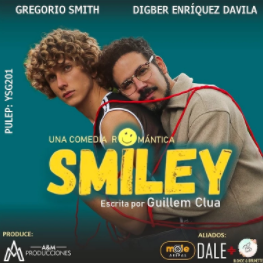 GREGORIO SMITH DIGBER ENRÍQUEZ DAVILA
PULEP: YSG201
UNA COMEDIA ROMÁNTICA
SMILEY
Escrita por Guillem Clua
PRODUCE: ALIADOS:
A&M
PRODUCCIONES
mole
DALE+